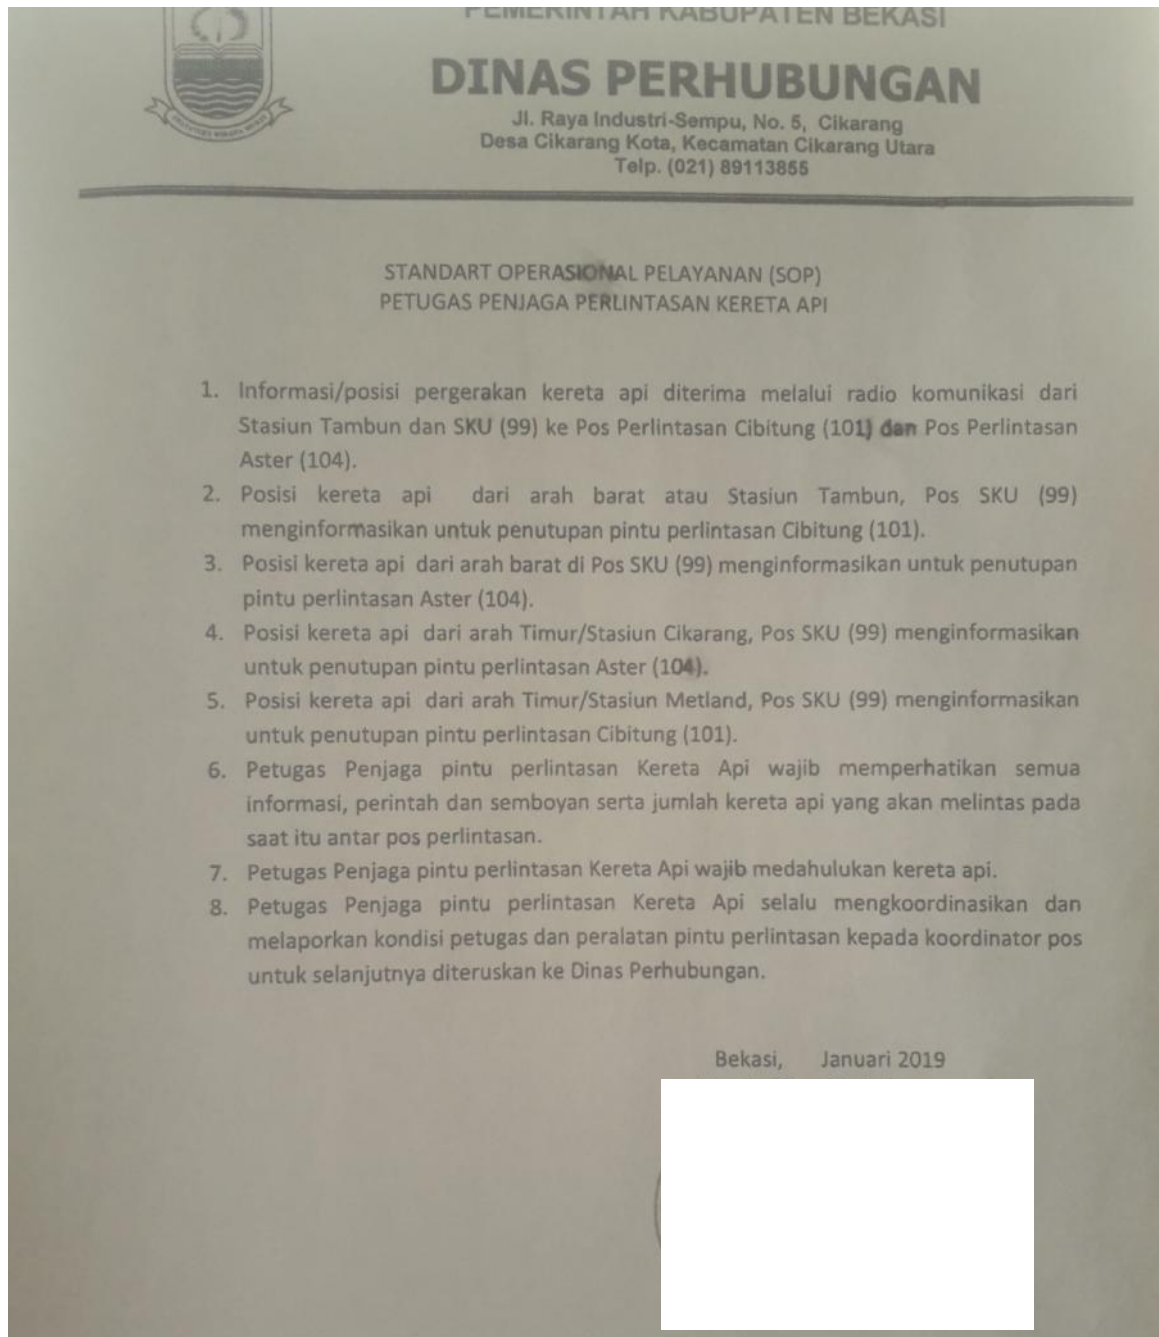 PEMERINTAH KABUPATEN BEKASI
DINAS PERHUBUNGAN
Jl. Raya Industri-Sempu, No. 5, Cikarang
Desa Cikarang Kota, Kecamatan Cikarang Utara
Telp. (021) 89113855
STANDART OPERASIONAL PELAYANAN (SOP)
PETUGAS PENJAGA PERLINTASAN KERETA API
1. Informasi/posisi pergerakan kereta api diterima melalui radio komunikasi dari
Stasiun Tambun dan SKU (99) ke Pos Perlintasan Cibitung (101) dan Pos Perlintasan
Aster (104).
2. Posisi kereta api dari arah barat atau Stasiun Tambun, Pos SKU (99)
menginformasikan untuk penutupan pintu perlintasan Cibitung (101).
3. Posisi kereta api dari arah barat di Pos SKU (99) menginformasikan untuk penutupan
pintu perlintasan Aster (104).
4. Posisi kereta api dari arah Timur/Stasiun Cikarang, Pos SKU (99) menginformasikan
untuk penutupan pintu perlintasan Aster (104).
5. Posisi kereta api dari arah Timur/Stasiun Metland, Pos SKU (99) menginformasikan
untuk penutupan pintu perlintasan Cibitung (101).
6. Petugas Penjaga pintu perlintasan Kereta Api wajib memperhatikan semua
informasi, perintah dan semboyan serta jumlah kereta api yang akan melintas pada
saat itu antar pos perlintasan.
7. Petugas Penjaga pintu perlintasan Kereta Api wajib medahulukan kereta api.
8. Petugas Penjaga pintu perlintasan Kereta Api selalu mengkoordinasikan dan
melaporkan kondisi petugas dan peralatan pintu perlintasan kepada koordinator pos
untuk selanjutnya diteruskan ke Dinas Perhubungan.
Bekasi, Januari 2019